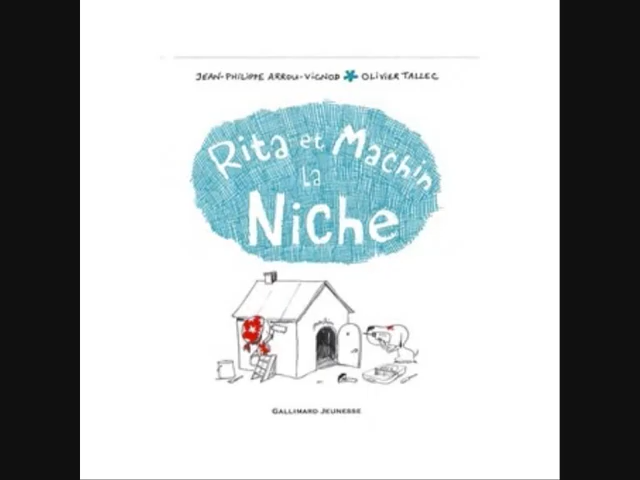 JEAN-PHILIPPE ARROU-VIGNOD * OLIVIER TALLEC
Rita et Machin
La
Niche
GALLIMARD JEUNESSE